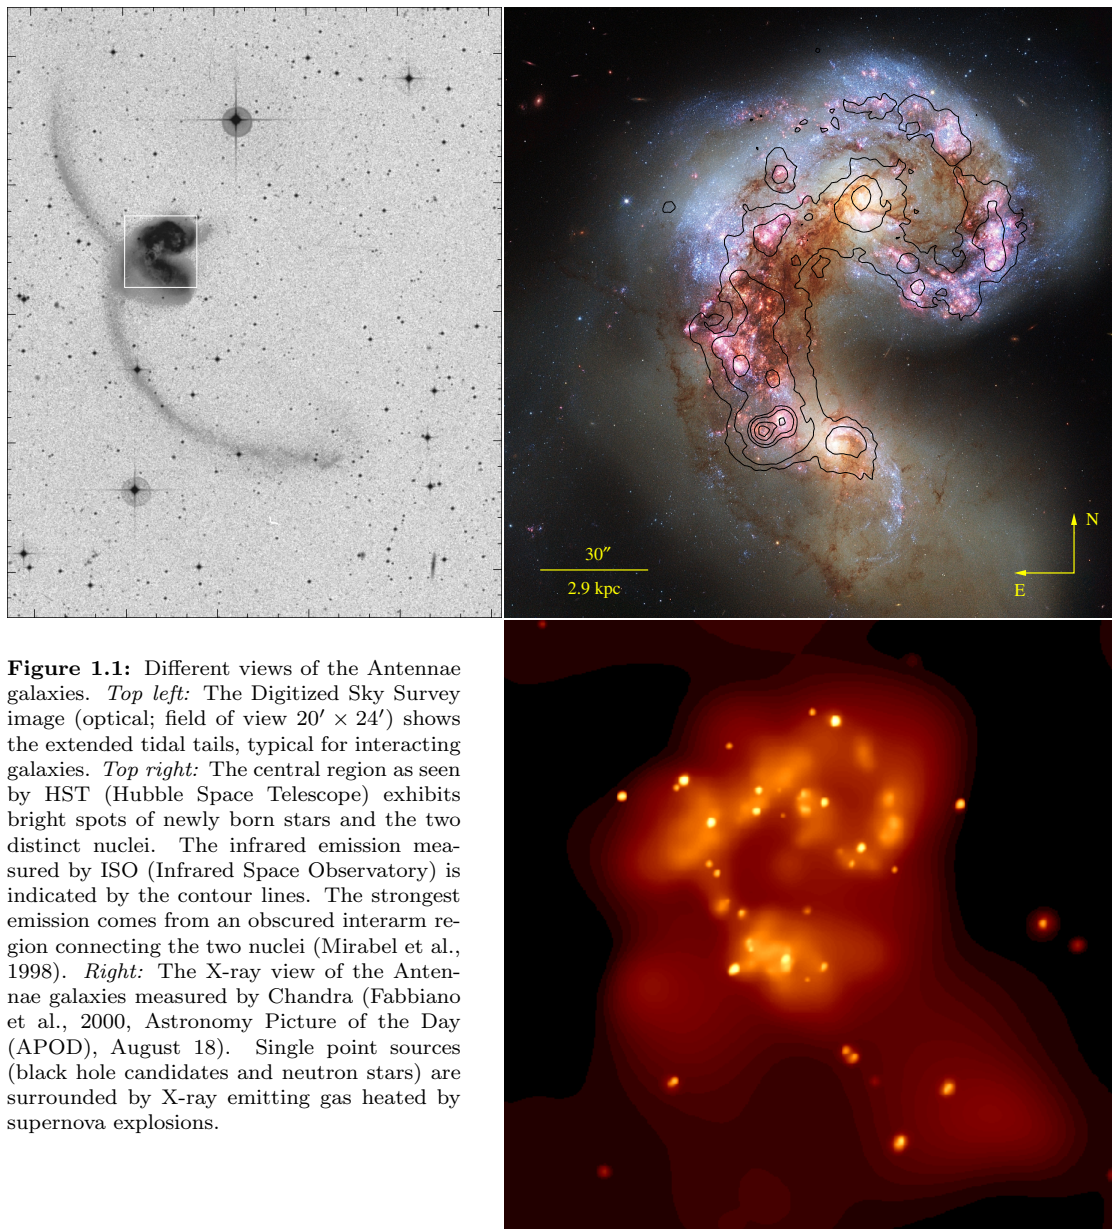 30″
2.9 kpc
N
E
Figure 1.1: Different views of the Antennae
galaxies. Top left: The Digitized Sky Survey
image (optical; field of view 20′ × 24′) shows
the extended tidal tails, typical for interacting
galaxies. Top right: The central region as seen
by HST (Hubble Space Telescope) exhibits
bright spots of newly born stars and the two
distinct nuclei. The infrared emission mea-
sured by ISO (Infrared Space Observatory) is
indicated by the contour lines. The strongest
emission comes from an obscured interarm re-
gion connecting the two nuclei (Mirabel et al.,
1998). Right: The X-ray view of the Anten-
nae galaxies measured by Chandra (Fabbiano
et al., 2000, Astronomy Picture of the Day
(APOD), August 18). Single point sources
(black hole candidates and neutron stars) are
surrounded by X-ray emitting gas heated by
supernova explosions.